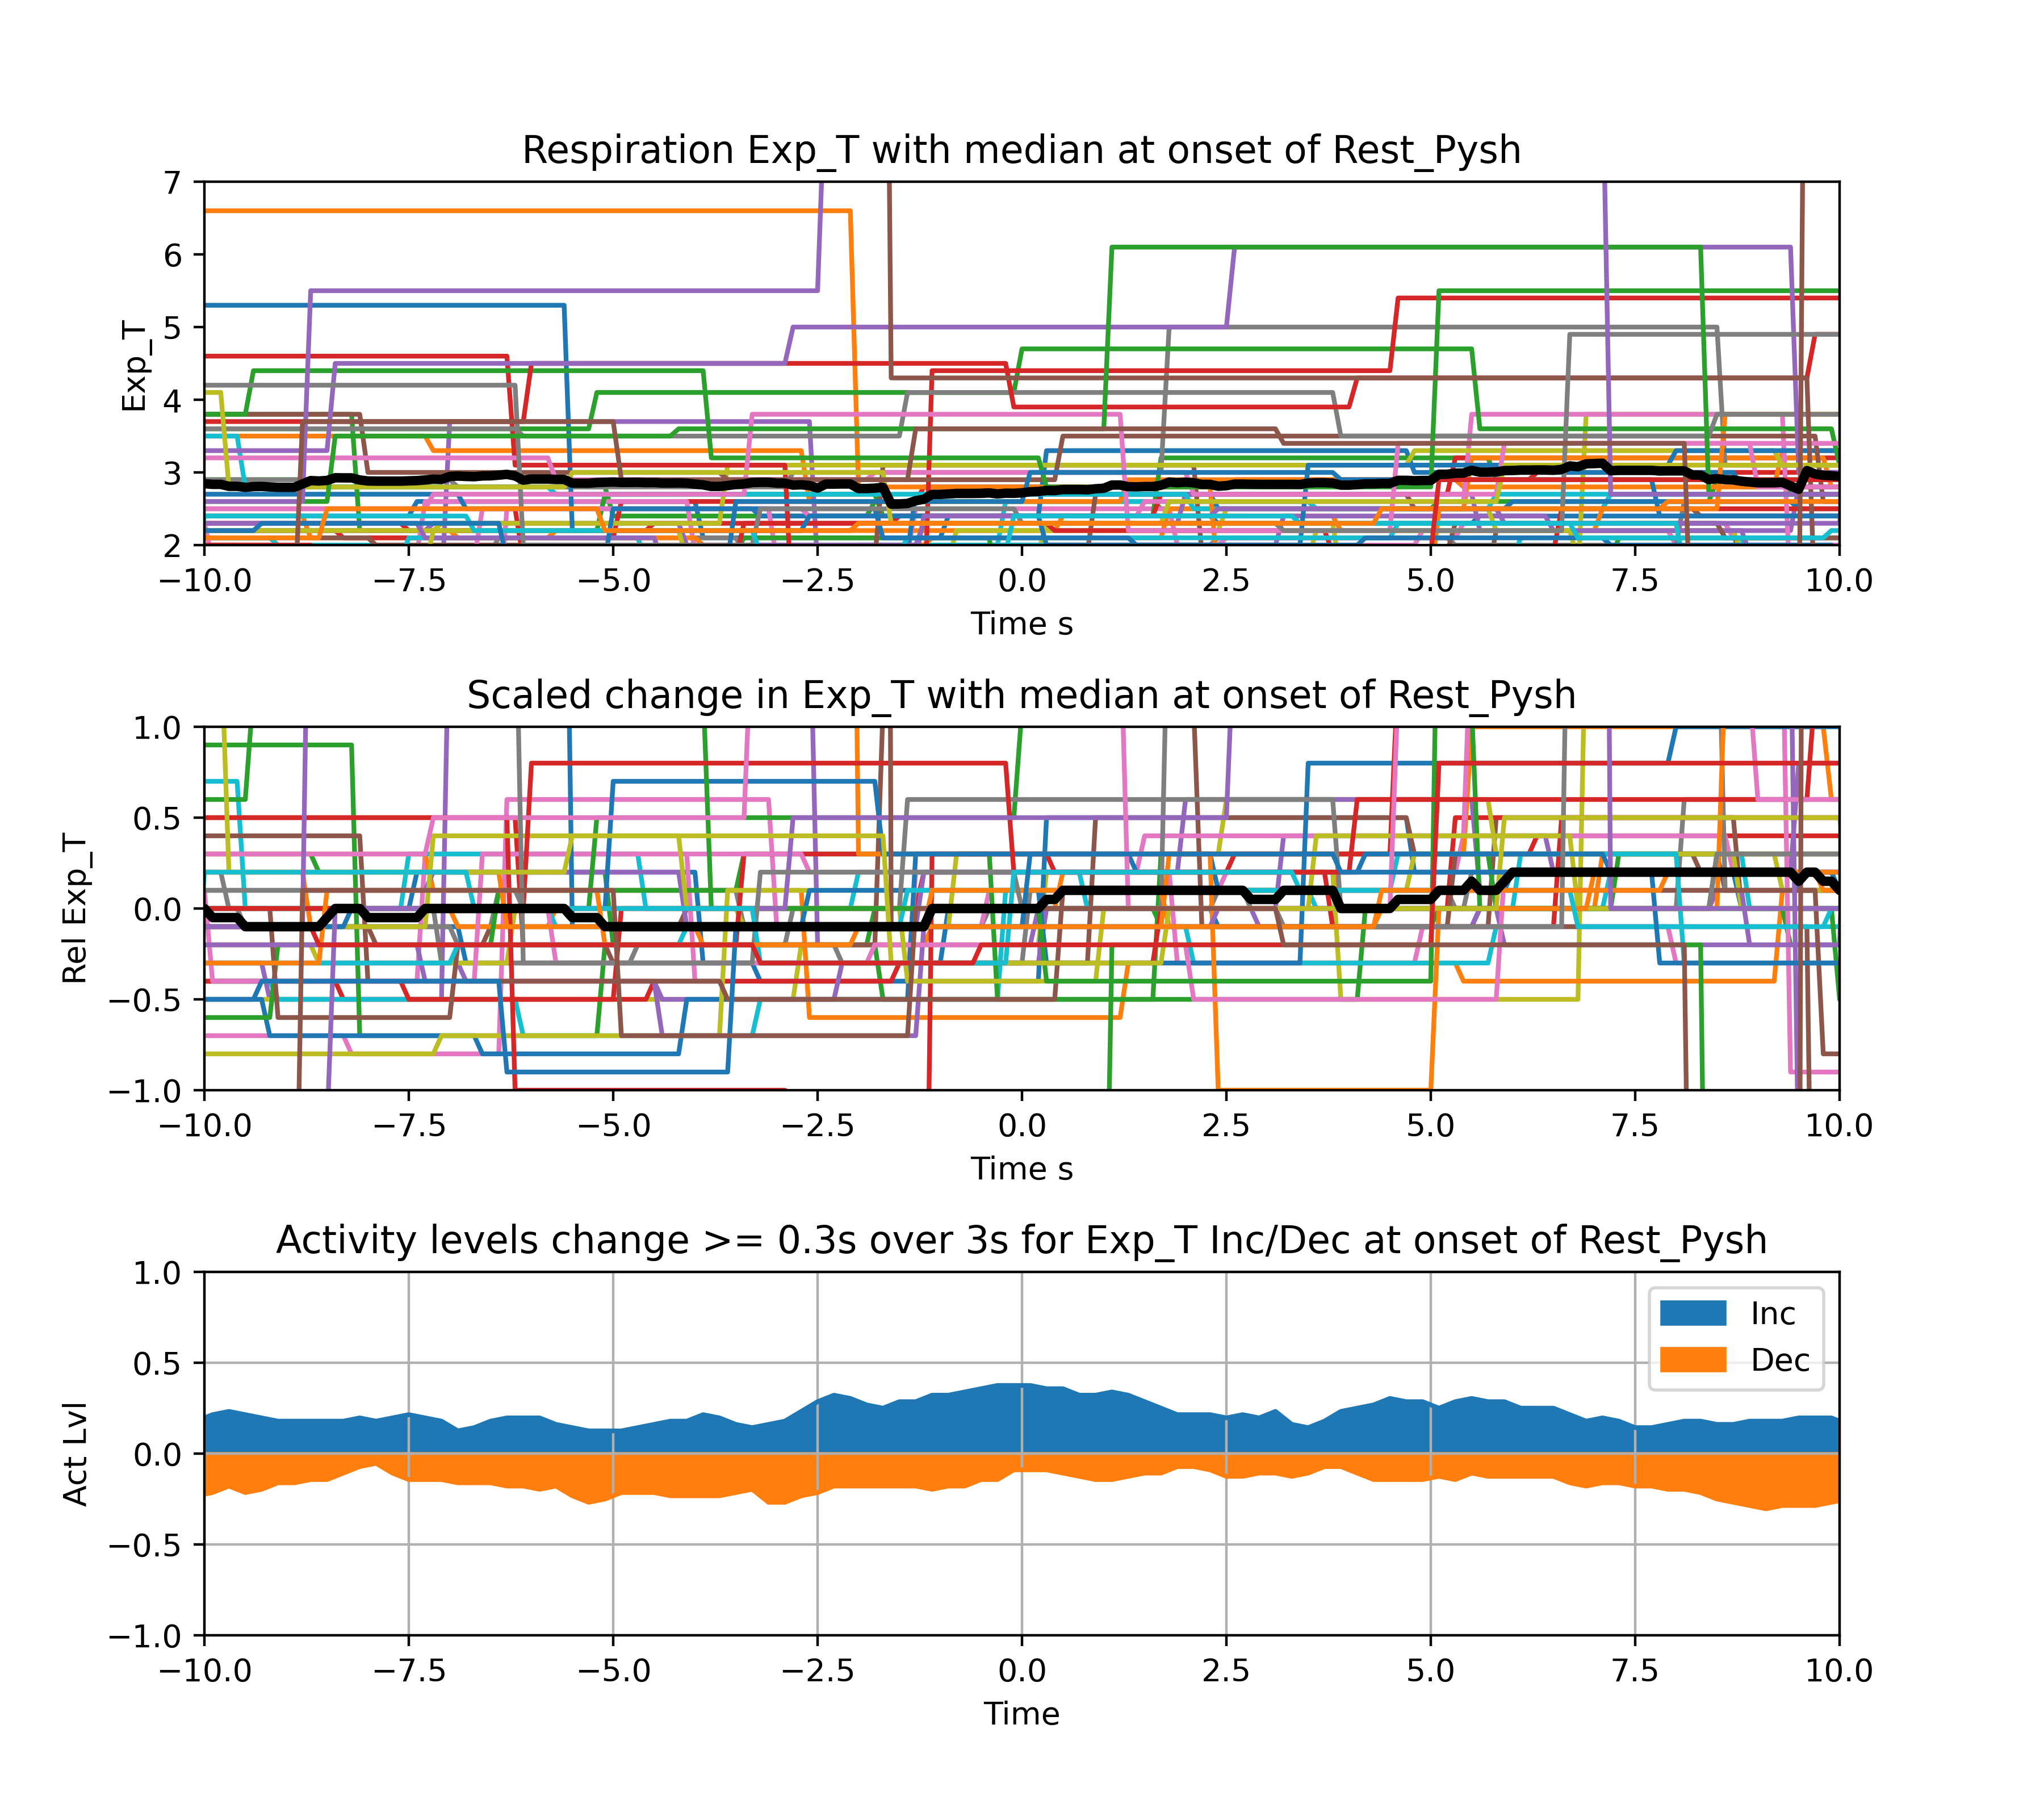 Respiration Exp_T with median at onset of Rest_Pysh
7
6
5
4
3
2
Exp_T
−10.0 −7.5 −5.0 −2.5 0.0 2.5 5.0 7.5 10.0
Time s
Scaled change in Exp_T with median at onset of Rest_Pysh
1.0
0.5
0.0
−0.5
−1.0
Rel Exp_T
−10.0 −7.5 −5.0 −2.5 0.0 2.5 5.0 7.5 10.0
Time s
Activity levels change >= 0.3s over 3s for Exp_T Inc/Dec at onset of Rest_Pysh
1.0
0.5
0.0
−0.5
−1.0
Act Lvl
Inc
Dec
−10.0 −7.5 −5.0 −2.5 0.0 2.5 5.0 7.5 10.0
Time